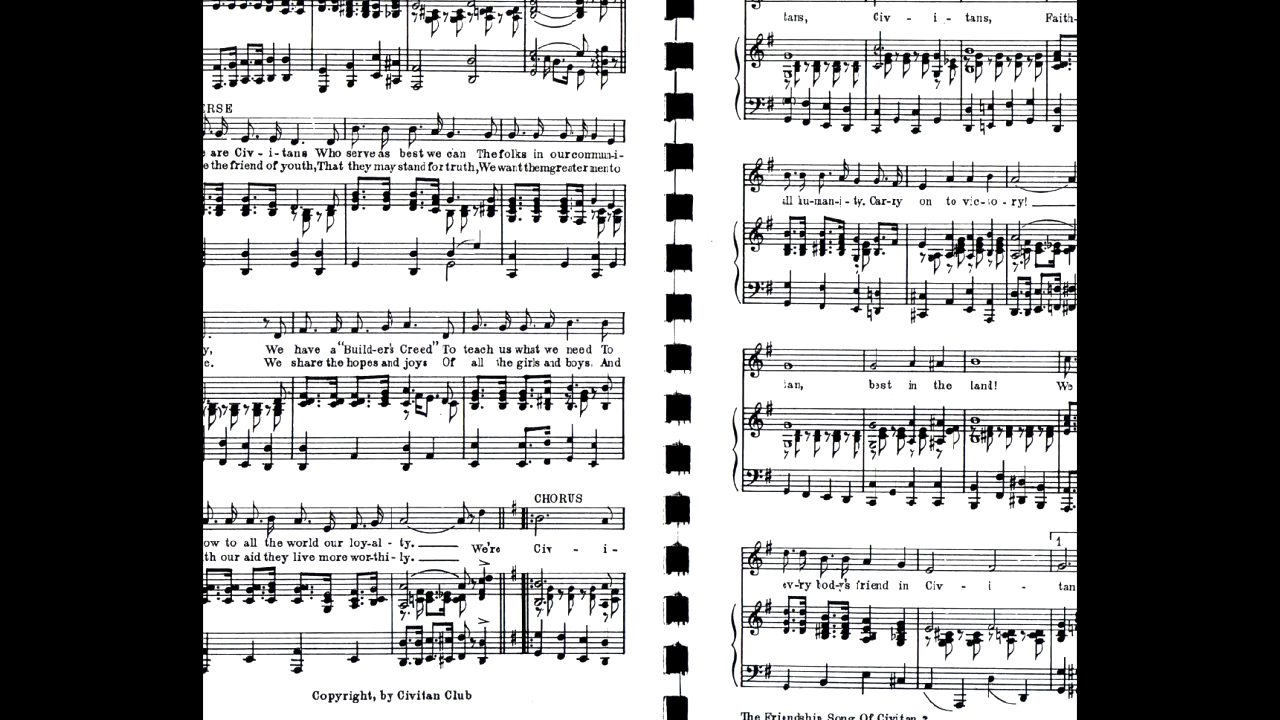 ERSE
e are Civ - i - tans Who serve as best we can The folks in our commun-i-
e the friend of youth, That they may stand for truth, We want them greater men to
y, We have a "Build-er's Creed" To teach us what we need To
e. We share the hopes and joys Of all the girls and boys. And
CHORUS
ow to all the world our loy-al - ty. We're Civ - i -
th our aid they live more wor-thi-ly.
Copyright, by Civitan Club
tans, Civ - i - tans, Faith-
all hu-man-i-ty. Car-ry on to vic-to-ry!
tan, best in the land! We
1
ev-ry bod-y's friend in Civ - i - tan
The Friendship Song Of Civitan 2